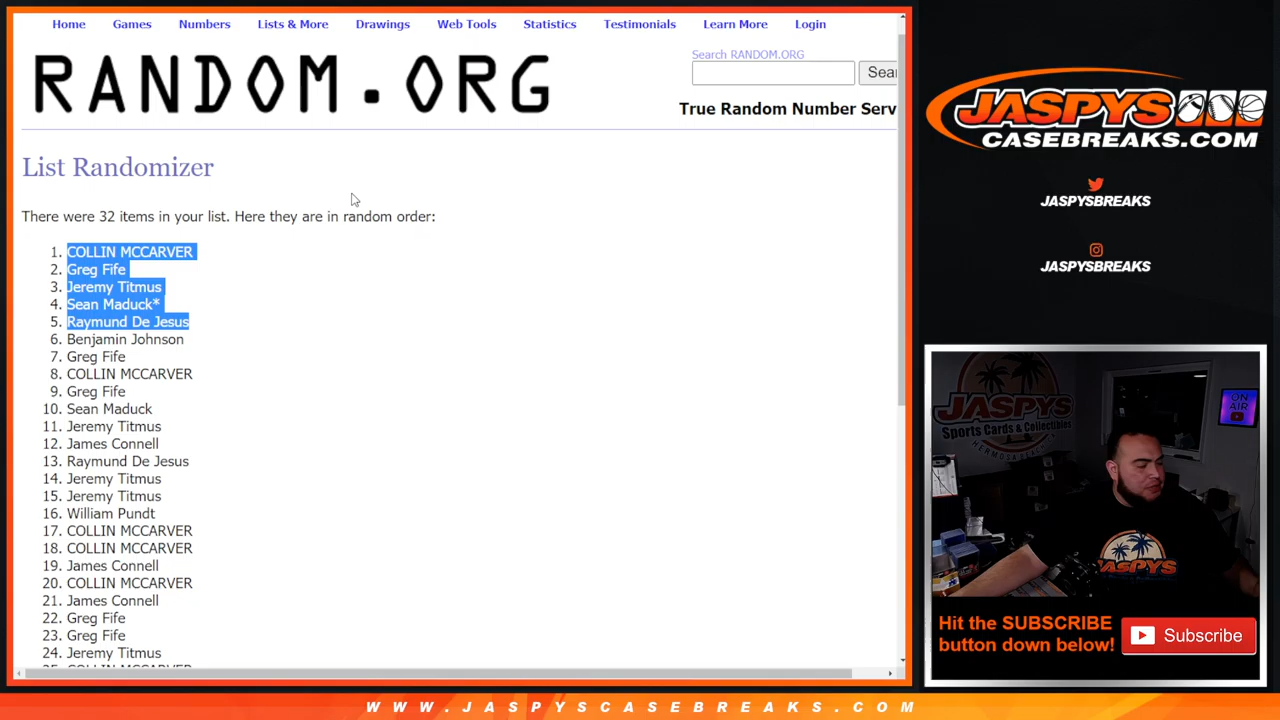 Home Games Numbers Lists & More Drawings Web Tools Statistics Testimonials Learn More Login
RANDOM.ORG
Search RANDOM.ORG
Sear
True Random Number Serv
List Randomizer
There were 32 items in your list. Here they are in random order:
1. COLLIN MCCARVER
2. Greg Fife
3. Jeremy Titmus
4. Sean Maduck*
5. Raymund De Jesus
6. Benjamin Johnson
7. Greg Fife
8. COLLIN MCCARVER
9. Greg Fife
10. Sean Maduck
11. Jeremy Titmus
12. James Connell
13. Raymund De Jesus
14. Jeremy Titmus
15. Jeremy Titmus
16. William Pundt
17. COLLIN MCCARVER
18. COLLIN MCCARVER
19. James Connell
20. COLLIN MCCARVER
21. James Connell
22. Greg Fife
23. Greg Fife
24. Jeremy Titmus
JASPYS
CASEBREAKS.COM
JASPYSBREAKS
JASPYSBREAKS
JASPYS
Sports Cards & Collectibles
HERMOSA BEACH
ON AIR
JASPYS
Hit the SUBSCRIBE
button down below!
Subscribe
WWW.JASPYSCASEBREAKS.COM